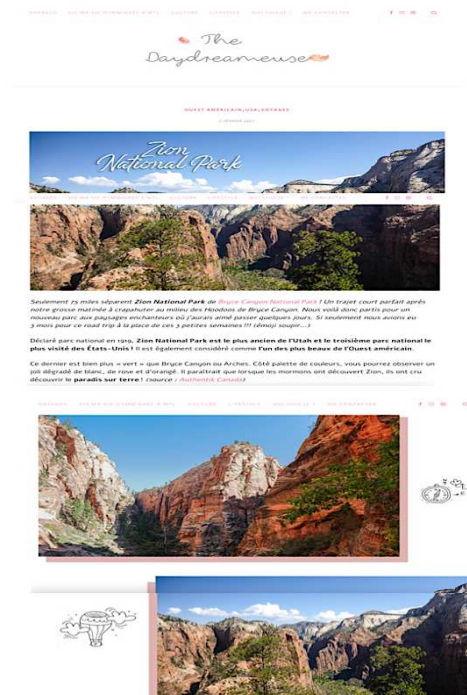 The
Daydreameuse
OUEST AMÉRICAIN, USA, VOYAGES
Zion
National Park
Seulement 75 miles séparent Zion National Park de Bryce Canyon National Park ! Un trajet court parfait après
notre grosse matinée à crapahuter au milieu des Hoodoos de Bryce Canyon. Nous voilà donc partis pour un
nouveau parc aux paysages enchanteurs où j'aurais aimé passer quelques jours. Si seulement nous avions eu
3 mois pour ce road trip à la place de ces 3 petites semaines !!! (émoji soupir...)
Déclaré parc national en 1919, Zion National Park est le plus ancien de l'Utah et le troisième parc national le
plus visité des États-Unis ! Il est également considéré comme l'un des plus beaux de l'Ouest américain.
Ce dernier est bien plus « vert » que Bryce Canyon ou Arches. Côté palette de couleurs, vous pourrez observer un
joli dégradé de blanc, de rose et d'orangé. Il paraîtrait que lorsque les mormons ont découvert Zion, ils ont cru
découvrir le paradis sur terre ! (source : Authentik Canada)